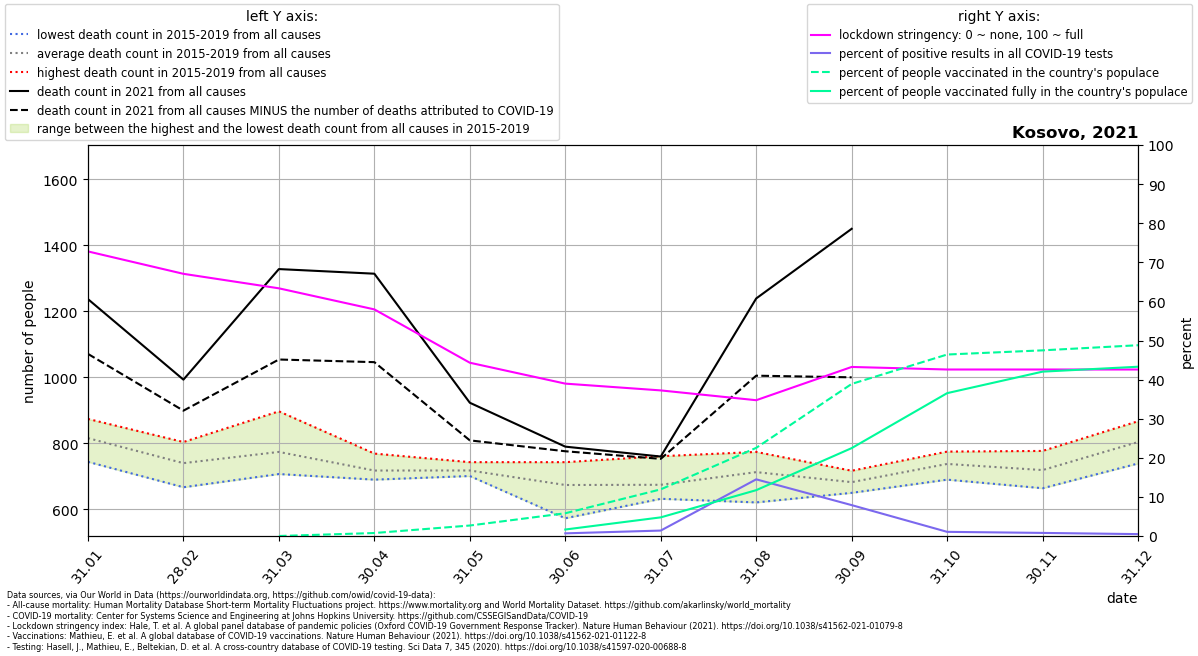 left Y axis:
lowest death count in 2015-2019 from all causes
average death count in 2015-2019 from all causes
highest death count in 2015-2019 from all causes
death count in 2021 from all causes
death count in 2021 from all causes MINUS the number of deaths attributed to COVID-19
range between the highest and the lowest death count from all causes in 2015-2019
right Y axis:
lockdown stringency: 0 ~ none, 100 ~ full
percent of positive results in all COVID-19 tests
percent of people vaccinated in the country's populace
percent of people vaccinated fully in the country's populace
Kosovo, 2021
number of people
1600
1400
1200
1000
800
600
100
90
80
70
60
50
40
30
20
10
0
percent
31.01
28.02
31.03
30.04
31.05
30.06
31.07
31.08
30.09
31.10
30.11
31.12
date
Data sources, via Our World in Data (https://ourworldindata.org, https://github.com/owid/covid-19-data):
- All-cause mortality: Human Mortality Database Short-term Mortality Fluctuations project. https://www.mortality.org and World Mortality Dataset. https://github.com/akarlinsky/world_mortality
- COVID-19 mortality: Center for Systems Science and Engineering at Johns Hopkins University. https://github.com/CSSEGISandData/COVID-19
- Lockdown stringency index: Hale, T. et al. A global panel database of pandemic policies (Oxford COVID-19 Government Response Tracker). Nature Human Behaviour (2021). https://doi.org/10.1038/s41562-021-01079-8
- Vaccinations: Mathieu, E. et al. A global database of COVID-19 vaccinations. Nature Human Behaviour (2021). https://doi.org/10.1038/s41562-021-01122-8
- Testing: Hasell, J., Mathieu, E., Beltekian, D. et al. A cross-country database of COVID-19 testing. Sci Data 7, 345 (2020). https://doi.org/10.1038/s41597-020-00688-8